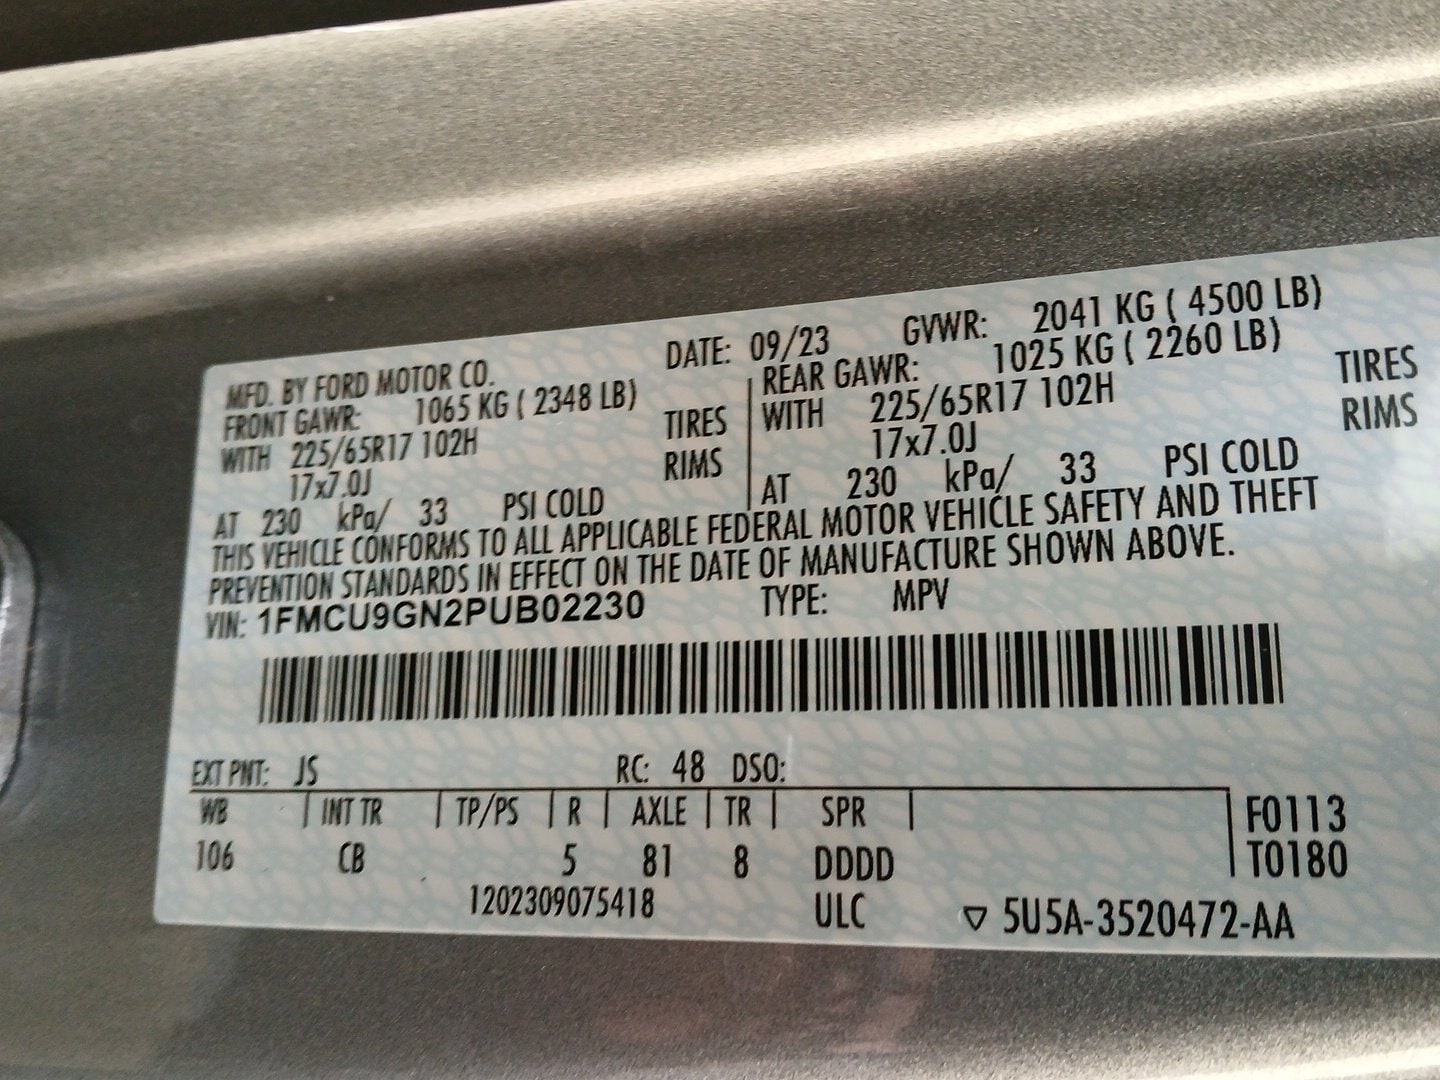 MFD. BY FORD MOTOR CO. DATE: 09/23 GVWR: 2041 KG ( 4500 LB)
FRONT GAWR: 1065 KG ( 2348 LB) REAR GAWR: 1025 KG ( 2260 LB)
WITH 225/65R17 102H TIRES WITH 225/65R17 102H TIRES
17x7.0J RIMS 17x7.0J RIMS
AT 230 kPa/ 33 PSI COLD AT 230 kPa/ 33 PSI COLD
THIS VEHICLE CONFORMS TO ALL APPLICABLE FEDERAL MOTOR VEHICLE SAFETY AND THEFT
PREVENTION STANDARDS IN EFFECT ON THE DATE OF MANUFACTURE SHOWN ABOVE.
VIN: 1FMCU9GN2PUB02230 TYPE: MPV
EXT PNT: JS RC: 48 DSO:
WB INT TR TP/PS R AXLE TR SPR F0113
106 CB 5 81 8 DDDD T0180
1202309075418 ULC ▽ 5U5A-3520472-AA